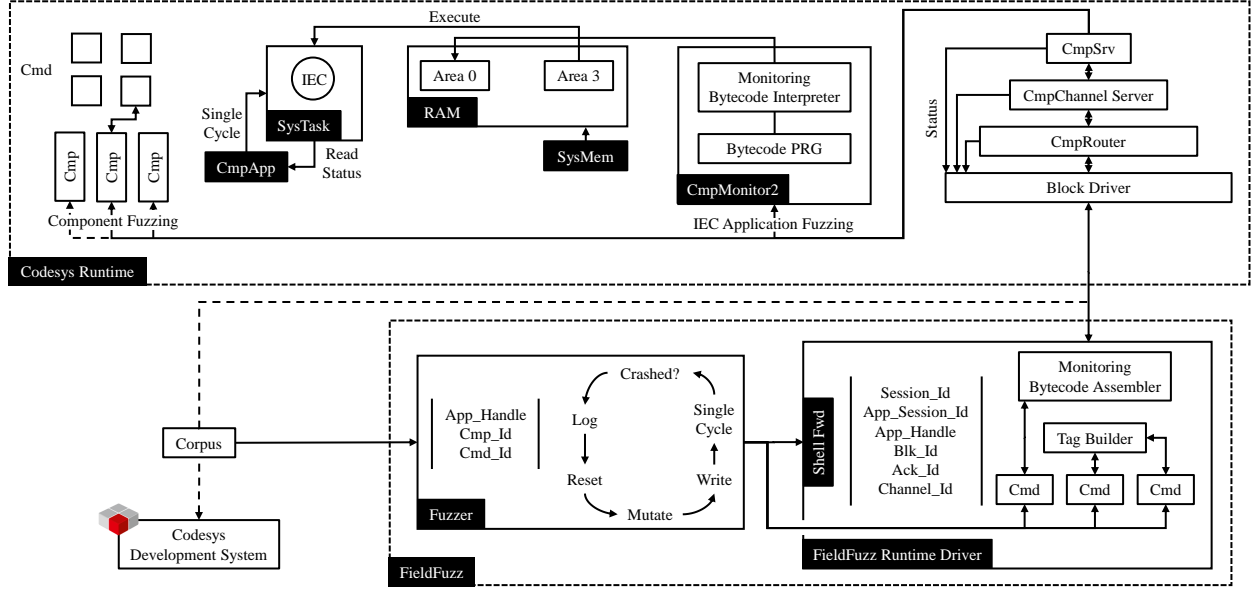 Execute
Cmd
IEC
Single
Cycle
SysTask
CmpApp
Read
Status
Area 0
Area 3
RAM
SysMem
Monitoring
Bytecode Interpreter
Bytecode PRG
CmpMonitor2
CmpSrv
CmpChannel Server
CmpRouter
Block Driver
Status
Cmp
Cmp
Cmp
Component Fuzzing
IEC Application Fuzzing
Codesys Runtime
Corpus
Codesys
Development System
App_Handle
Cmp_Id
Cmd_Id
Crashed?
Log
Reset
Mutate
Write
Single
Cycle
Fuzzer
FieldFuzz
Shell Fwd
Session_Id
App_Session_Id
App_Handle
Blk_Id
Ack_Id
Channel_Id
Monitoring
Bytecode Assembler
Tag Builder
Cmd
Cmd
Cmd
FieldFuzz Runtime Driver